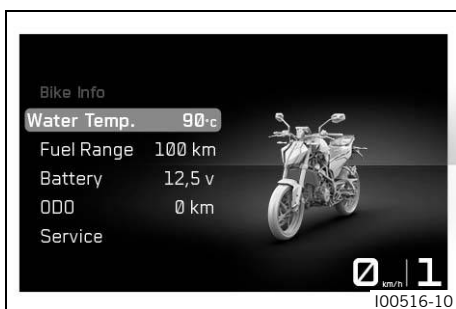 Bike Info
Water Temp. 90°c
Fuel Range 100 km
Battery 12,5 v
ODO 0 km
Service
0 km/h 1
I00516-10